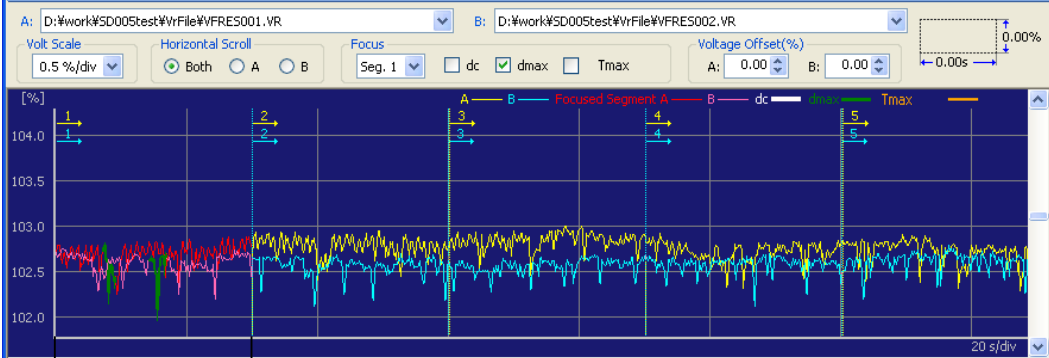 A: D:¥work¥SD005test¥VrFile¥VFRES001.VR B: D:¥work¥SD005test¥VrFile¥VFRES002.VR
Volt Scale Horizontal Scroll Focus Voltage Offset(%) 0.00%
0.5 %/div Both A B Seg. 1 dc dmax Tmax A: 0.00 B: 0.00 0.00s
[%] A B Focused Segment A B dc dmax Tmax
1 2 3 4 5
104.0 1 2 3 4 5
103.5
103.0
102.5
102.0
20 s/div